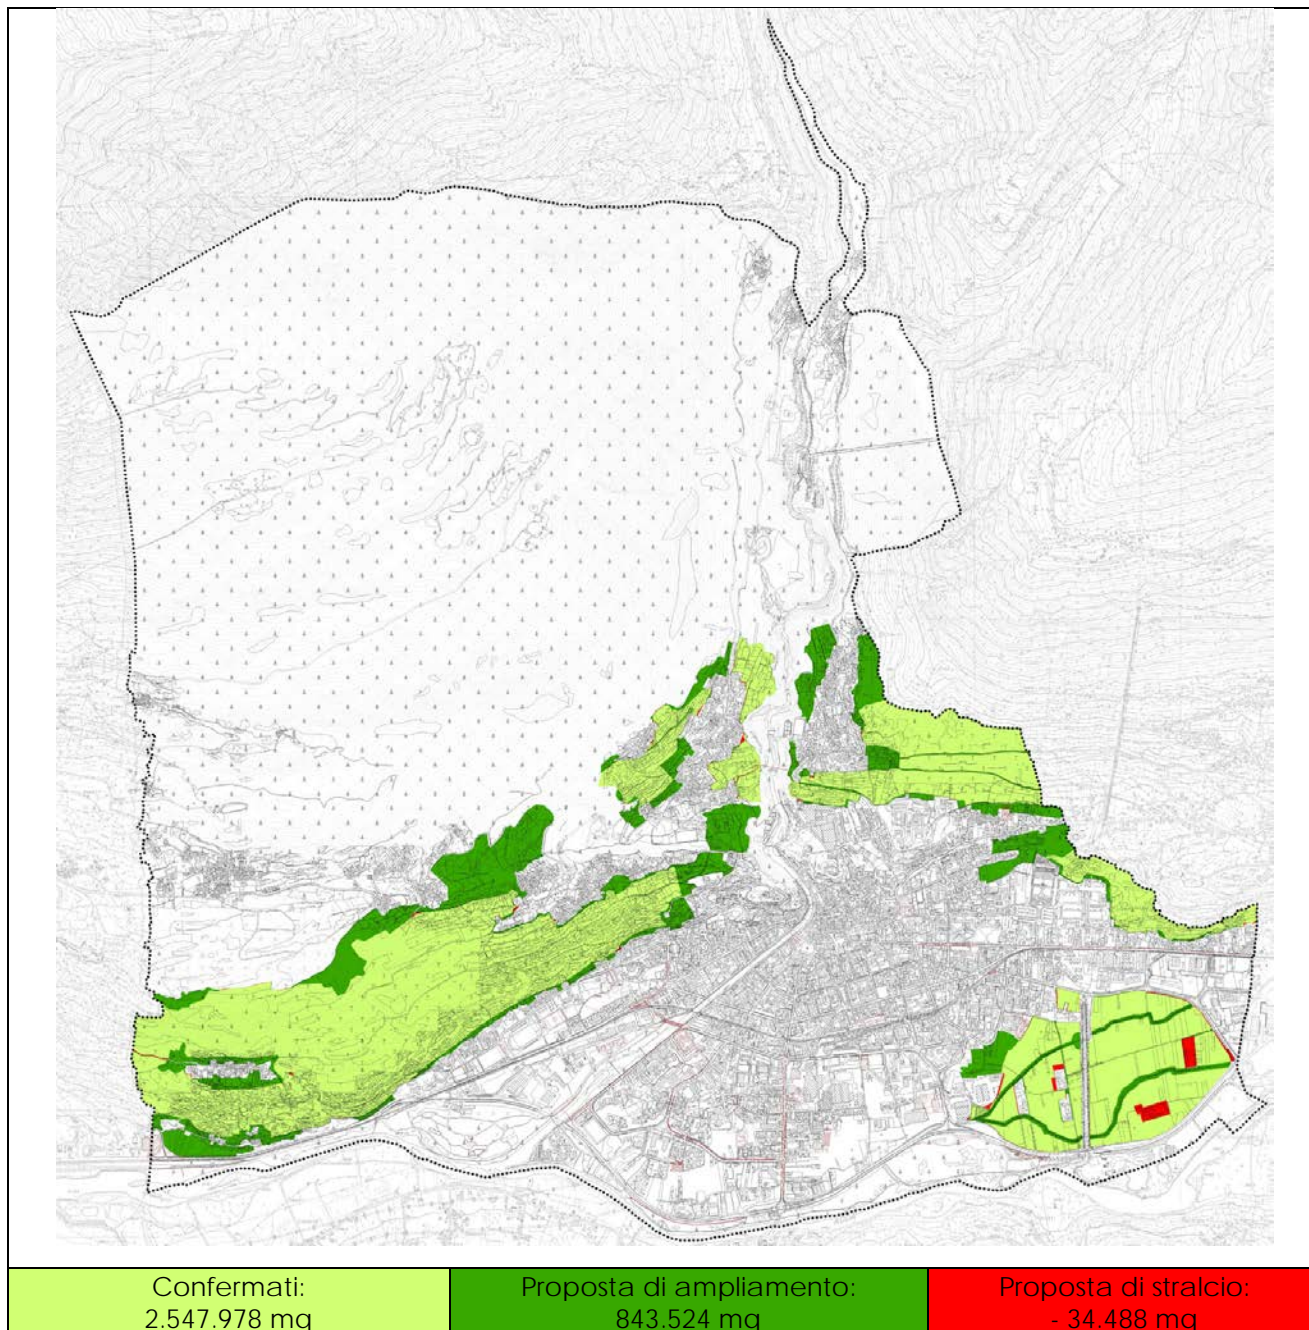 Confermati:
2.547.978 mq
Proposta di ampliamento:
843.524 mq
Proposta di stralcio:
- 34.488 mq